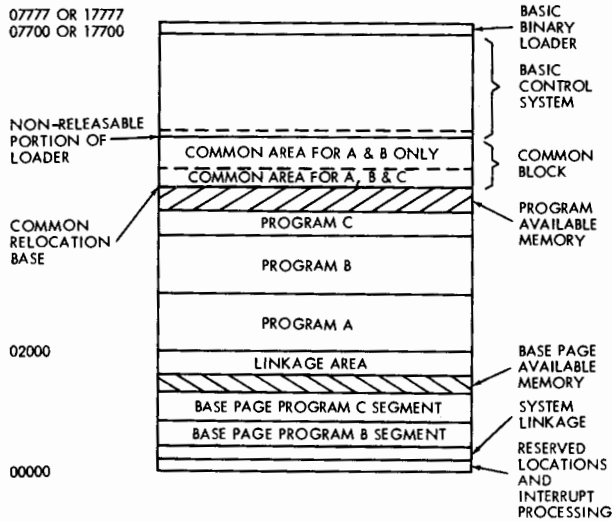 07777 OR 17777
07700 OR 17700
BASIC
BINARY
LOADER
BASIC
CONTROL
SYSTEM
NON-RELEASABLE
PORTION OF
LOADER
COMMON AREA FOR A & B ONLY
COMMON AREA FOR A, B & C
COMMON
BLOCK
COMMON
RELOCATION
BASE
PROGRAM
AVAILABLE
MEMORY
PROGRAM C
PROGRAM B
PROGRAM A
02000
LINKAGE AREA
BASE PAGE
AVAILABLE
MEMORY
BASE PAGE PROGRAM C SEGMENT
BASE PAGE PROGRAM B SEGMENT
SYSTEM
LINKAGE
00000
RESERVED
LOCATIONS
AND
INTERRUPT
PROCESSING